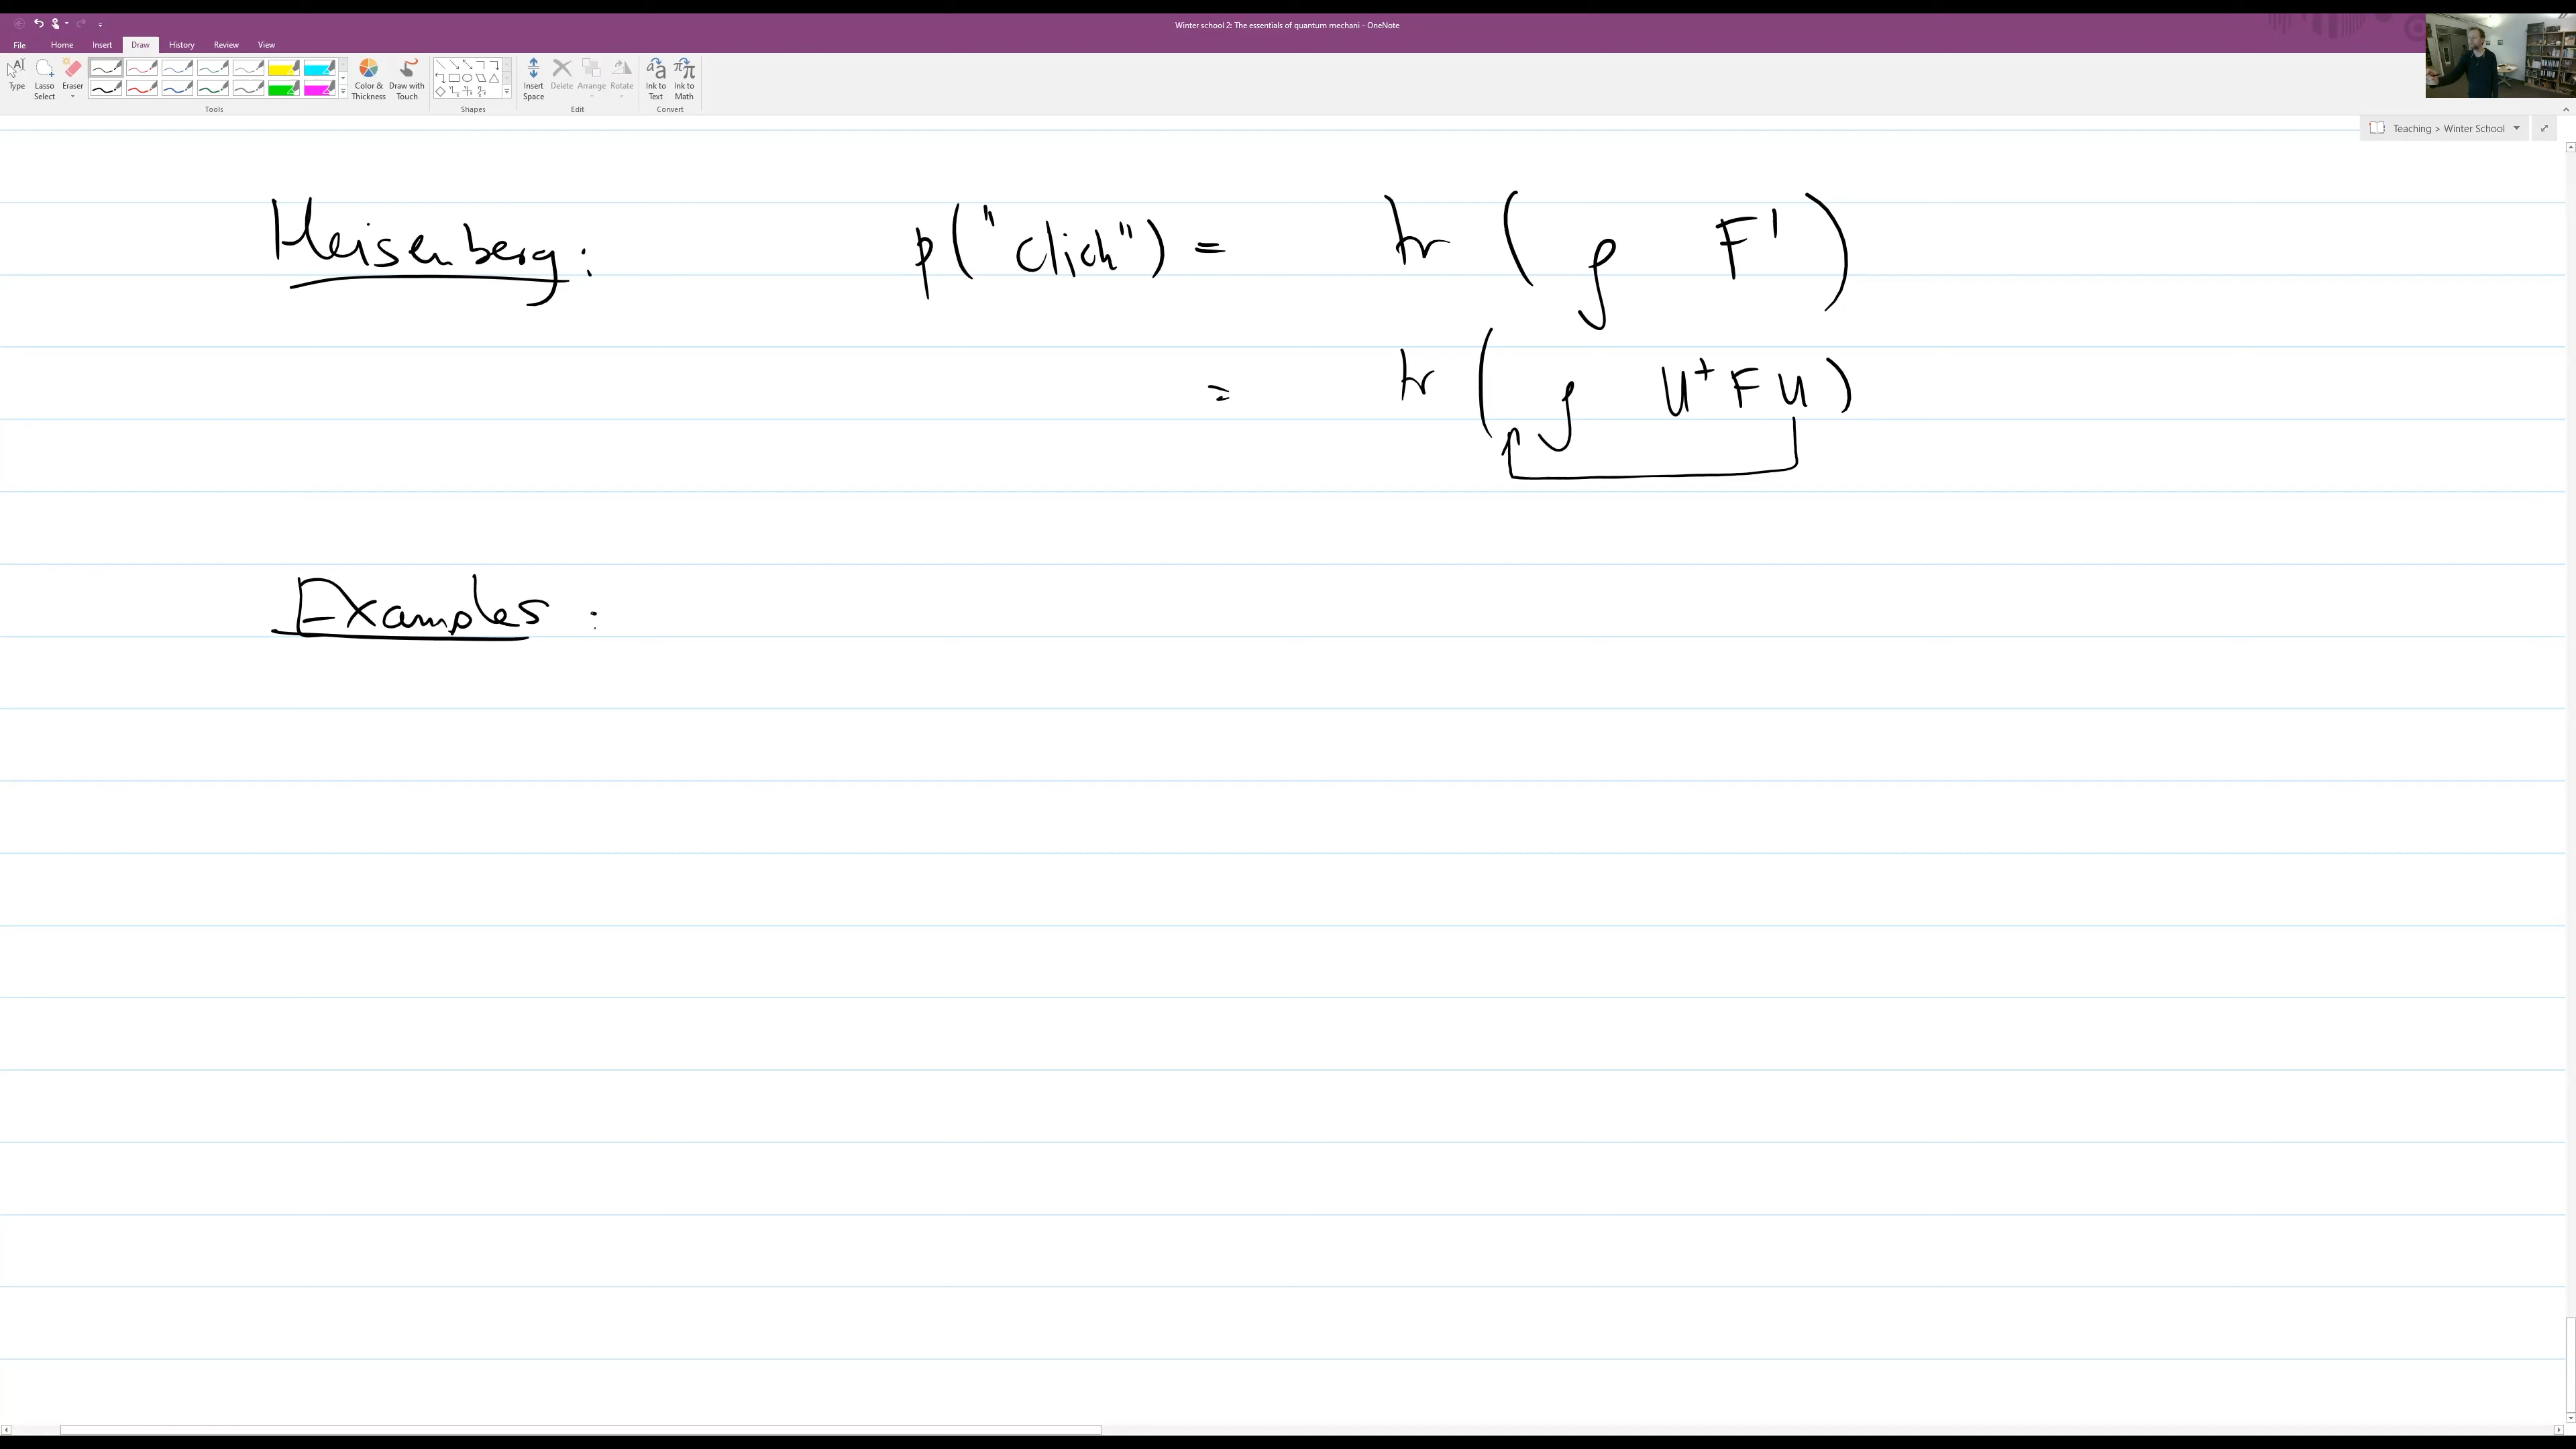 Winter school 2: The essentials of quantum mechani - OneNote
File Home Insert Draw History Review View
Type Lasso Select Eraser Color & Thickness Draw with Touch Insert Space Delete Arrange Rotate Ink to Text Ink to Math
Tools Shapes Edit Convert
Teaching > Winter School
Heisenberg: p("click") = tr ( ρ F' )
= tr ( ρ U† F U )
Examples :